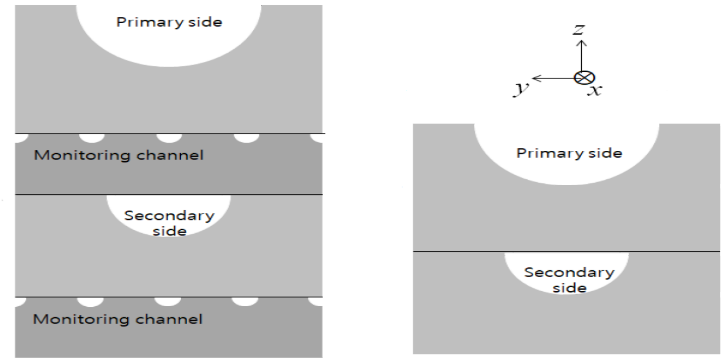 Primary side
Monitoring channel
Secondary
side
Monitoring channel
z
y
x
Primary side
Secondary
side